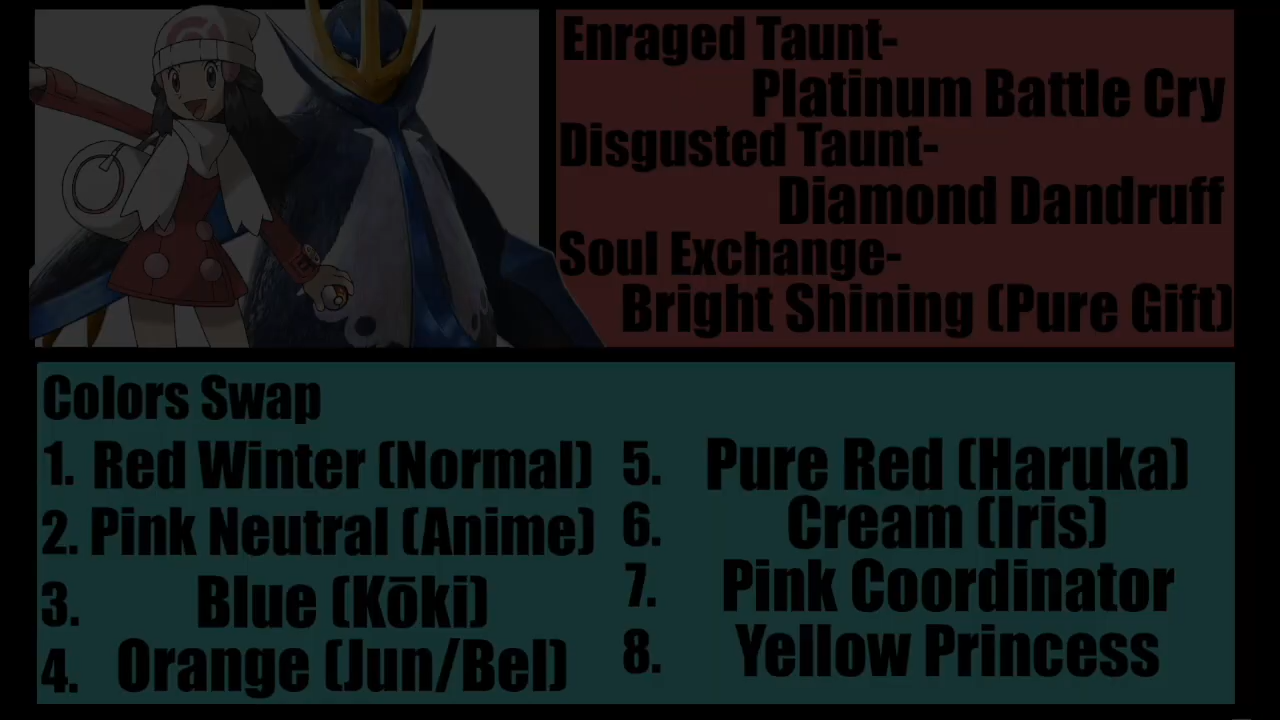 Enraged Taunt-
Platinum Battle Cry
Disgusted Taunt-
Diamond Dandruff
Soul Exchange-
Bright Shining (Pure Gift)
Colors Swap
1. Red Winter (Normal)
2. Pink Neutral (Anime)
3. Blue (Kōki)
4. Orange (Jun/Bel)
5. Pure Red (Haruka)
6. Cream (Iris)
7. Pink Coordinator
8. Yellow Princess